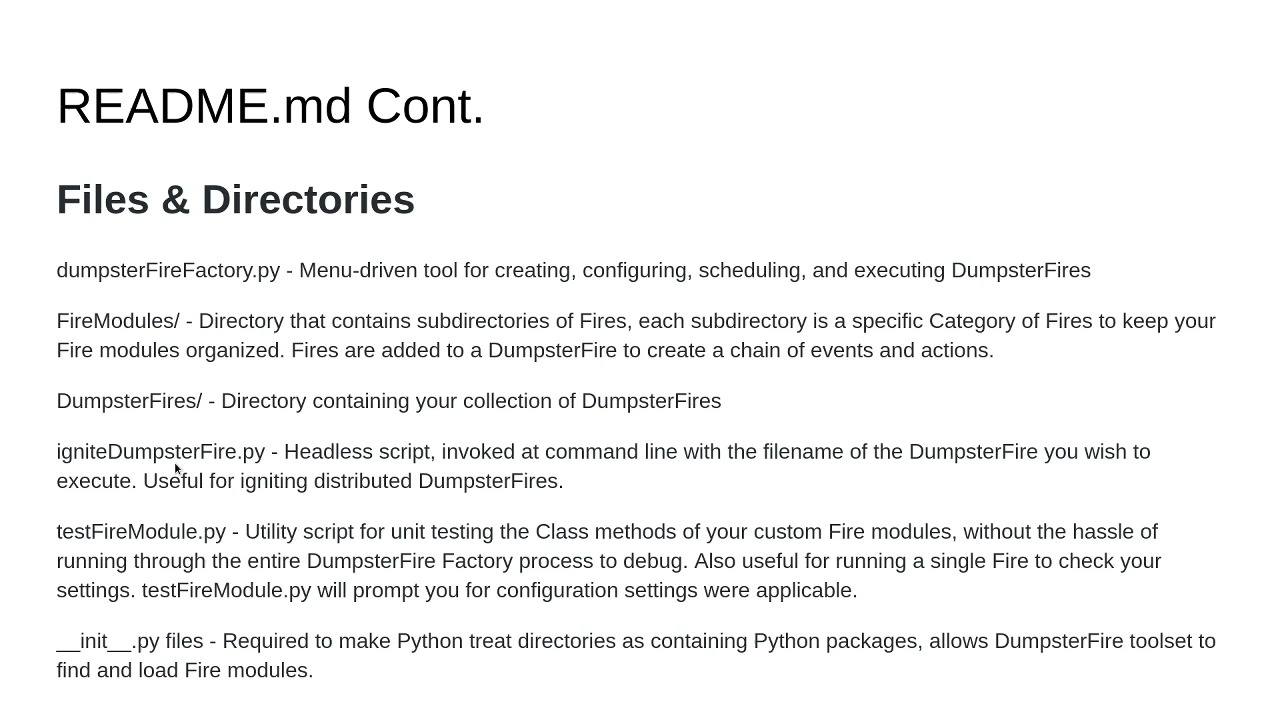 README.md Cont.
Files & Directories
dumpsterFireFactory.py - Menu-driven tool for creating, configuring, scheduling, and executing DumpsterFires
FireModules/ - Directory that contains subdirectories of Fires, each subdirectory is a specific Category of Fires to keep your
Fire modules organized. Fires are added to a DumpsterFire to create a chain of events and actions.
DumpsterFires/ - Directory containing your collection of DumpsterFires
igniteDumpsterFire.py - Headless script, invoked at command line with the filename of the DumpsterFire you wish to
execute. Useful for igniting distributed DumpsterFires.
testFireModule.py - Utility script for unit testing the Class methods of your custom Fire modules, without the hassle of
running through the entire DumpsterFire Factory process to debug. Also useful for running a single Fire to check your
settings. testFireModule.py will prompt you for configuration settings were applicable.
__init__.py files - Required to make Python treat directories as containing Python packages, allows DumpsterFire toolset to
find and load Fire modules.